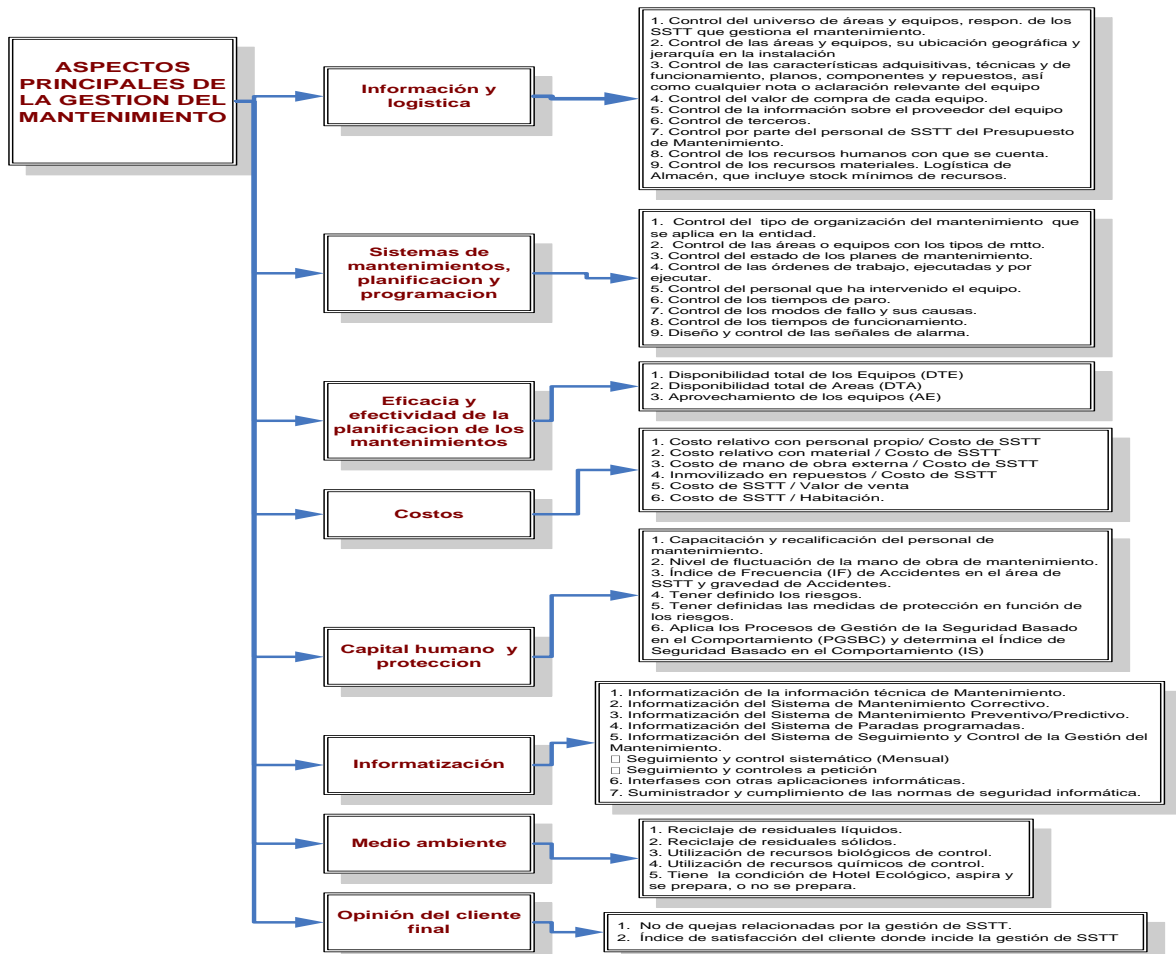 ASPECTOS
PRINCIPALES DE
LA GESTION DEL
MANTENIMIENTO
Información y
logistica
1. Control del universo de áreas y equipos, respon. de los
SSTT que gestiona el mantenimiento.
2. Control de las áreas y equipos, su ubicación geográfica y
jerarquía en la instalación
3. Control de las características adquisitivas, técnicas y de
funcionamiento, planos, componentes y repuestos, así
como cualquier nota o aclaración relevante del equipo
4. Control del valor de compra de cada equipo.
5. Control de la información sobre el proveedor del equipo
6. Control de terceros.
7. Control por parte del personal de SSTT del Presupuesto
de Mantenimiento.
8. Control de los recursos humanos con que se cuenta.
9. Control de los recursos materiales. Logística de
Almacén, que incluye stock mínimos de recursos.
Sistemas de
mantenimientos,
planificacion y
programacion
1. Control del tipo de organización del mantenimiento que
se aplica en la entidad.
2. Control de las áreas o equipos con los tipos de mtto.
3. Control del estado de los planes de mantenimiento.
4. Control de las órdenes de trabajo, ejecutadas y por
ejecutar.
5. Control del personal que ha intervenido el equipo.
6. Control de los tiempos de paro.
7. Control de los modos de fallo y sus causas.
8. Control de los tiempos de funcionamiento.
9. Diseño y control de las señales de alarma.
Eficacia y
efectividad de la
planificacion de los
mantenimientos
1. Disponibilidad total de los Equipos (DTE)
2. Disponibilidad total de Areas (DTA)
3. Aprovechamiento de los equipos (AE)
Costos
1. Costo relativo con personal propio/ Costo de SSTT
2. Costo relativo con material / Costo de SSTT
3. Costo de mano de obra externa / Costo de SSTT
4. Inmovilizado en repuestos / Costo de SSTT
5. Costo de SSTT / Valor de venta
6. Costo de SSTT / Habitación.
Capital humano y
proteccion
1. Capacitación y recalificación del personal de
mantenimiento.
2. Nivel de fluctuación de la mano de obra de mantenimiento.
3. Índice de Frecuencia (IF) de Accidentes en el área de
SSTT y gravedad de Accidentes.
4. Tener definido los riesgos.
5. Tener definidas las medidas de protección en función de
los riesgos.
6. Aplica los Procesos de Gestión de la Seguridad Basado
en el Comportamiento (PGSBC) y determina el Índice de
Seguridad Basado en el Comportamiento (IS)
Informatización
1. Informatización de la información técnica de Mantenimiento.
2. Informatización del Sistema de Mantenimiento Correctivo.
3. Informatización del Sistema de Mantenimiento Preventivo/Predictivo.
4. Informatización del Sistema de Paradas programadas.
5. Informatización del Sistema de Seguimiento y Control de la Gestión del
Mantenimiento.
□ Seguimiento y control sistemático (Mensual)
□ Seguimiento y controles a petición
6. Interfases con otras aplicaciones informáticas.
7. Suministrador y cumplimiento de las normas de seguridad informática.
Medio ambiente
1. Reciclaje de residuales líquidos.
2. Reciclaje de residuales sólidos.
3. Utilización de recursos biológicos de control.
4. Utilización de recursos químicos de control.
5. Tiene la condición de Hotel Ecológico, aspira y
se prepara, o no se prepara.
Opinión del cliente
final
1. No de quejas relacionadas por la gestión de SSTT.
2. Índice de satisfacción del cliente donde incide la gestión de SSTT